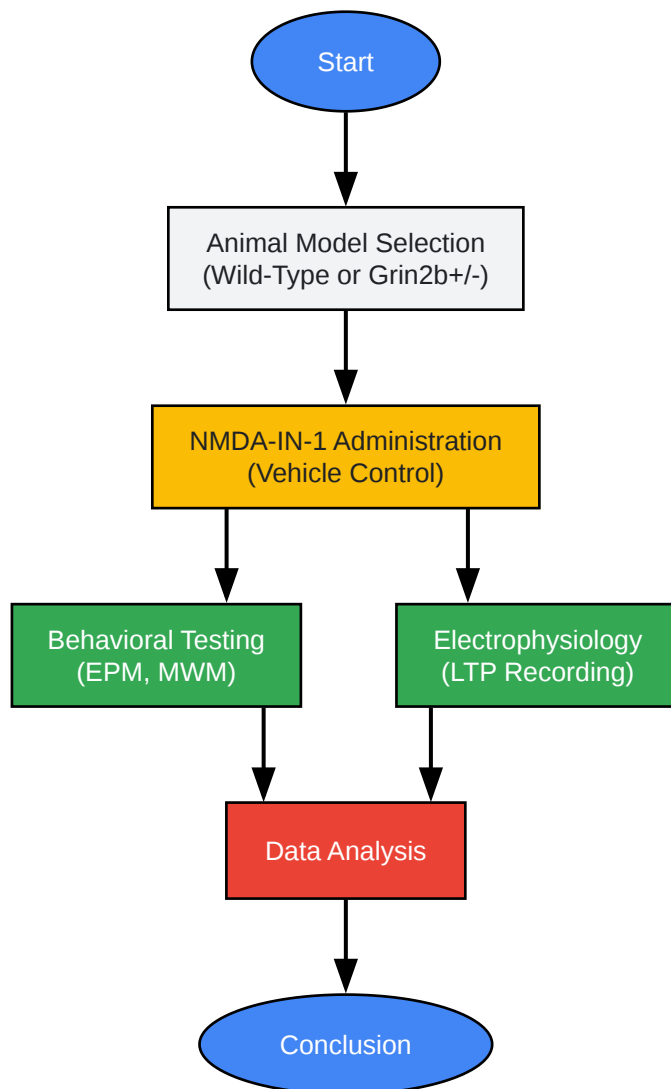 Start
Animal Model Selection
(Wild-Type or Grin2b+/-)
NMDA-IN-1 Administration
(Vehicle Control)
Behavioral Testing
(EPM, MWM)
Electrophysiology
(LTP Recording)
Data Analysis
Conclusion